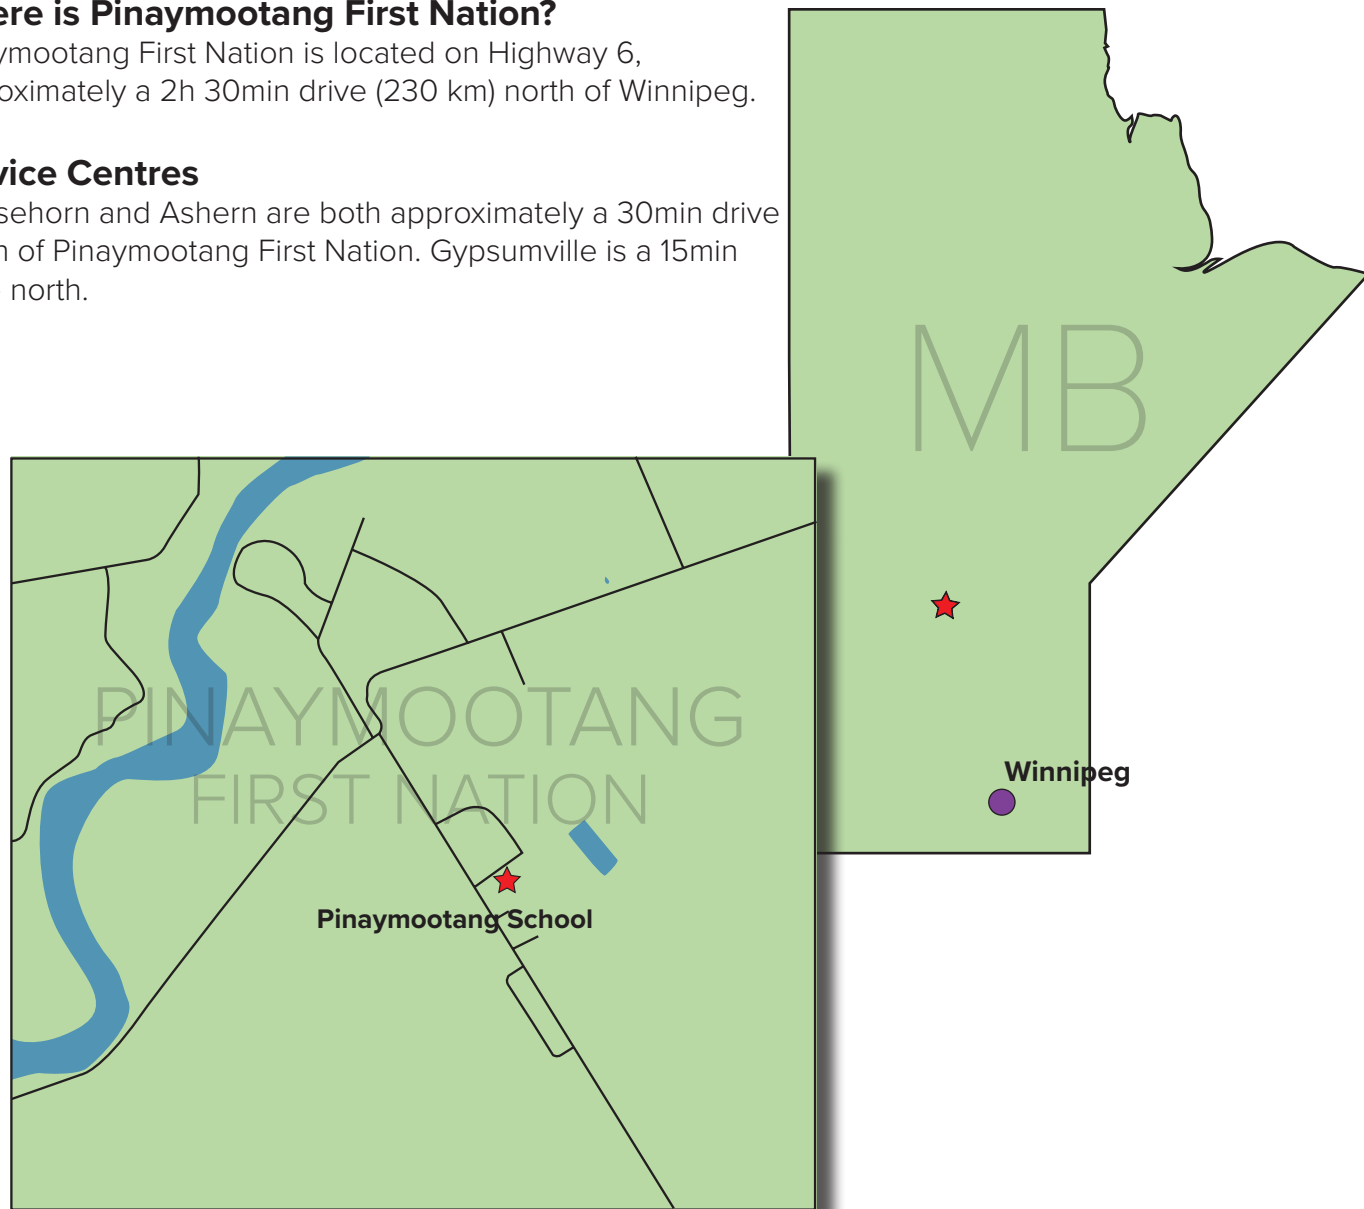 ere is Pinaymootang First Nation?
ymootang First Nation is located on Highway 6,
oximately a 2h 30min drive (230 km) north of Winnipeg.
vice Centres
sehorn and Ashern are both approximately a 30min drive
h of Pinaymootang First Nation. Gypsumville is a 15min
north.
MB
PINAYMOOTANG
FIRST NATION
Winnipeg
Pinaymootang School